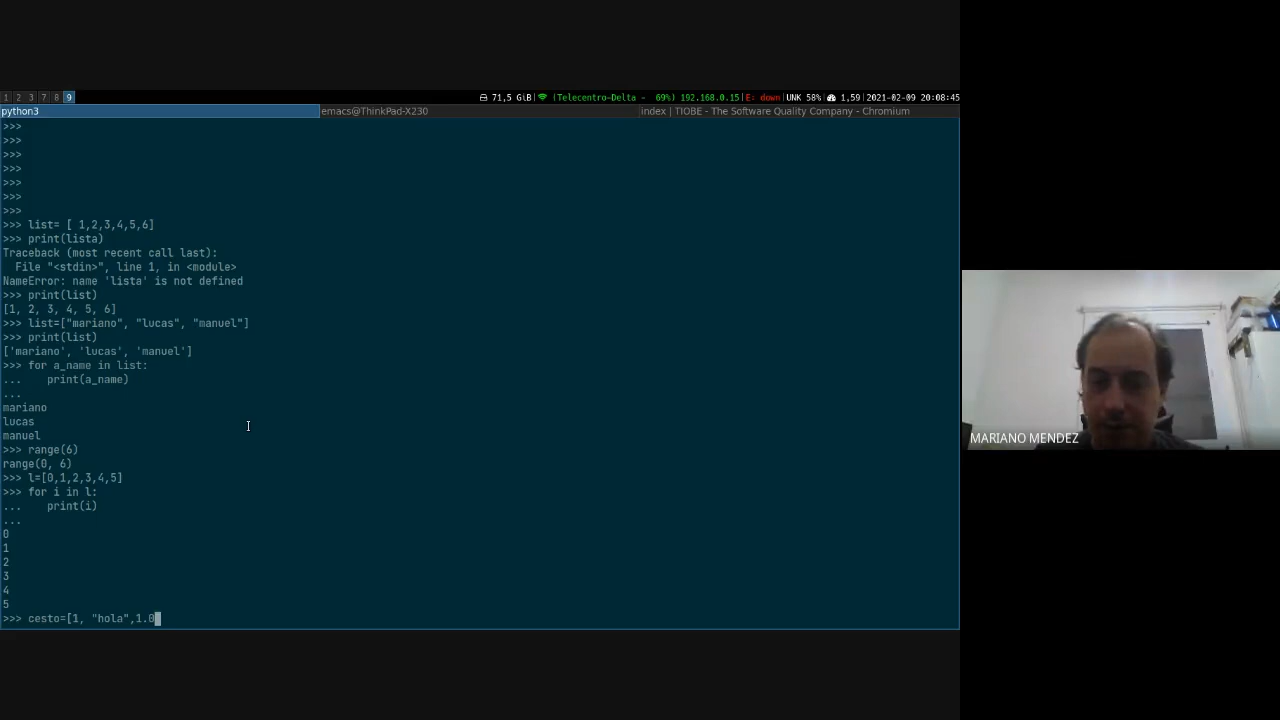 1 2 3 7 8 9
71,5 GiB| (Telecentro-Delta - 69%) 192.168.0.15|E: down|UNK 58%| 1,59|2021-02-09 20:08:45
python3
emacs@ThinkPad-X230
index | TIOBE - The Software Quality Company - Chromium
>>>
>>>
>>>
>>>
>>>
>>>
>>>
>>> list= [ 1,2,3,4,5,6]
>>> print(lista)
Traceback (most recent call last):
  File "<stdin>", line 1, in <module>
NameError: name 'lista' is not defined
>>> print(list)
[1, 2, 3, 4, 5, 6]
>>> list=["mariano", "lucas", "manuel"]
>>> print(list)
['mariano', 'lucas', 'manuel']
>>> for a_name in list:
...    print(a_name)
...
mariano
lucas
manuel
>>> range(6)
range(0, 6)
>>> l=[0,1,2,3,4,5]
>>> for i in l:
...    print(i)
...
0
1
2
3
4
5
>>> cesto=[1, "hola",1.0
MARIANO MENDEZ